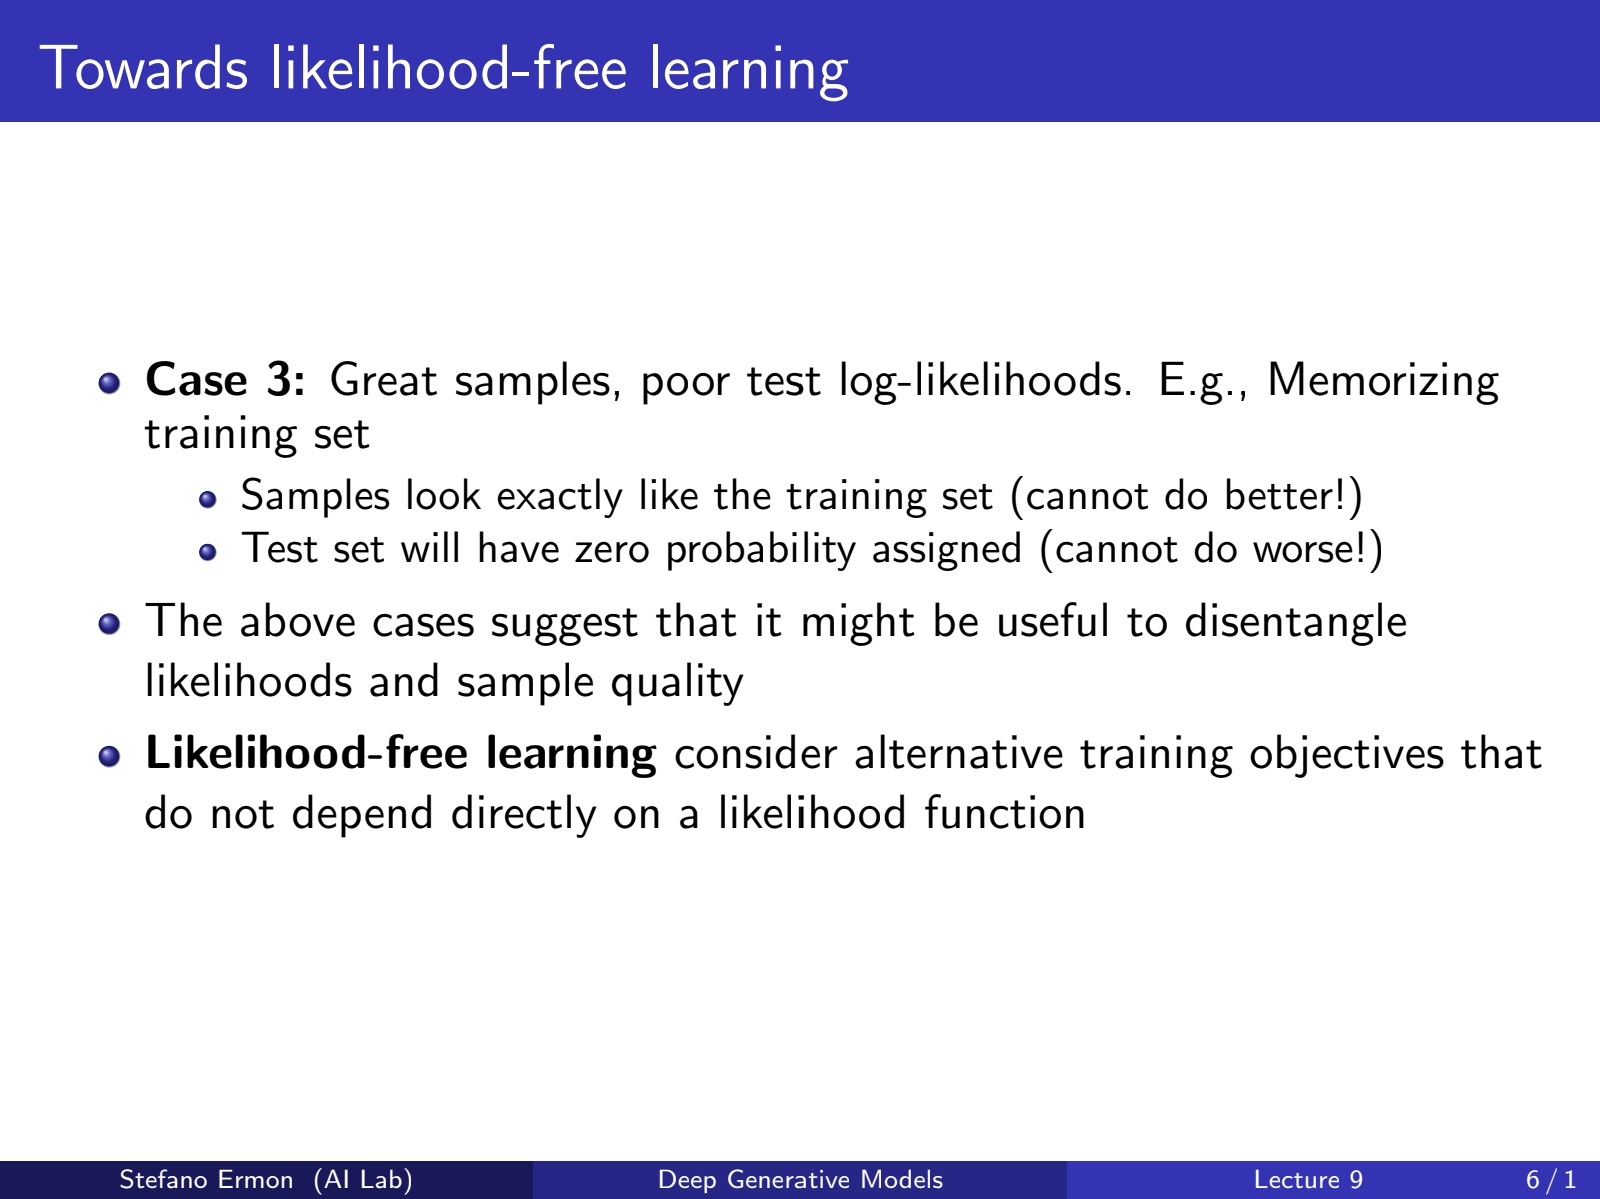 Towards likelihood-free learning
Case 3: Great samples, poor test log-likelihoods. E.g., Memorizing
training set
Samples look exactly like the training set (cannot do better!)
Test set will have zero probability assigned (cannot do worse!)
The above cases suggest that it might be useful to disentangle
likelihoods and sample quality
Likelihood-free learning consider alternative training objectives that
do not depend directly on a likelihood function
Stefano Ermon (AI Lab) Deep Generative Models Lecture 9 6 / 1